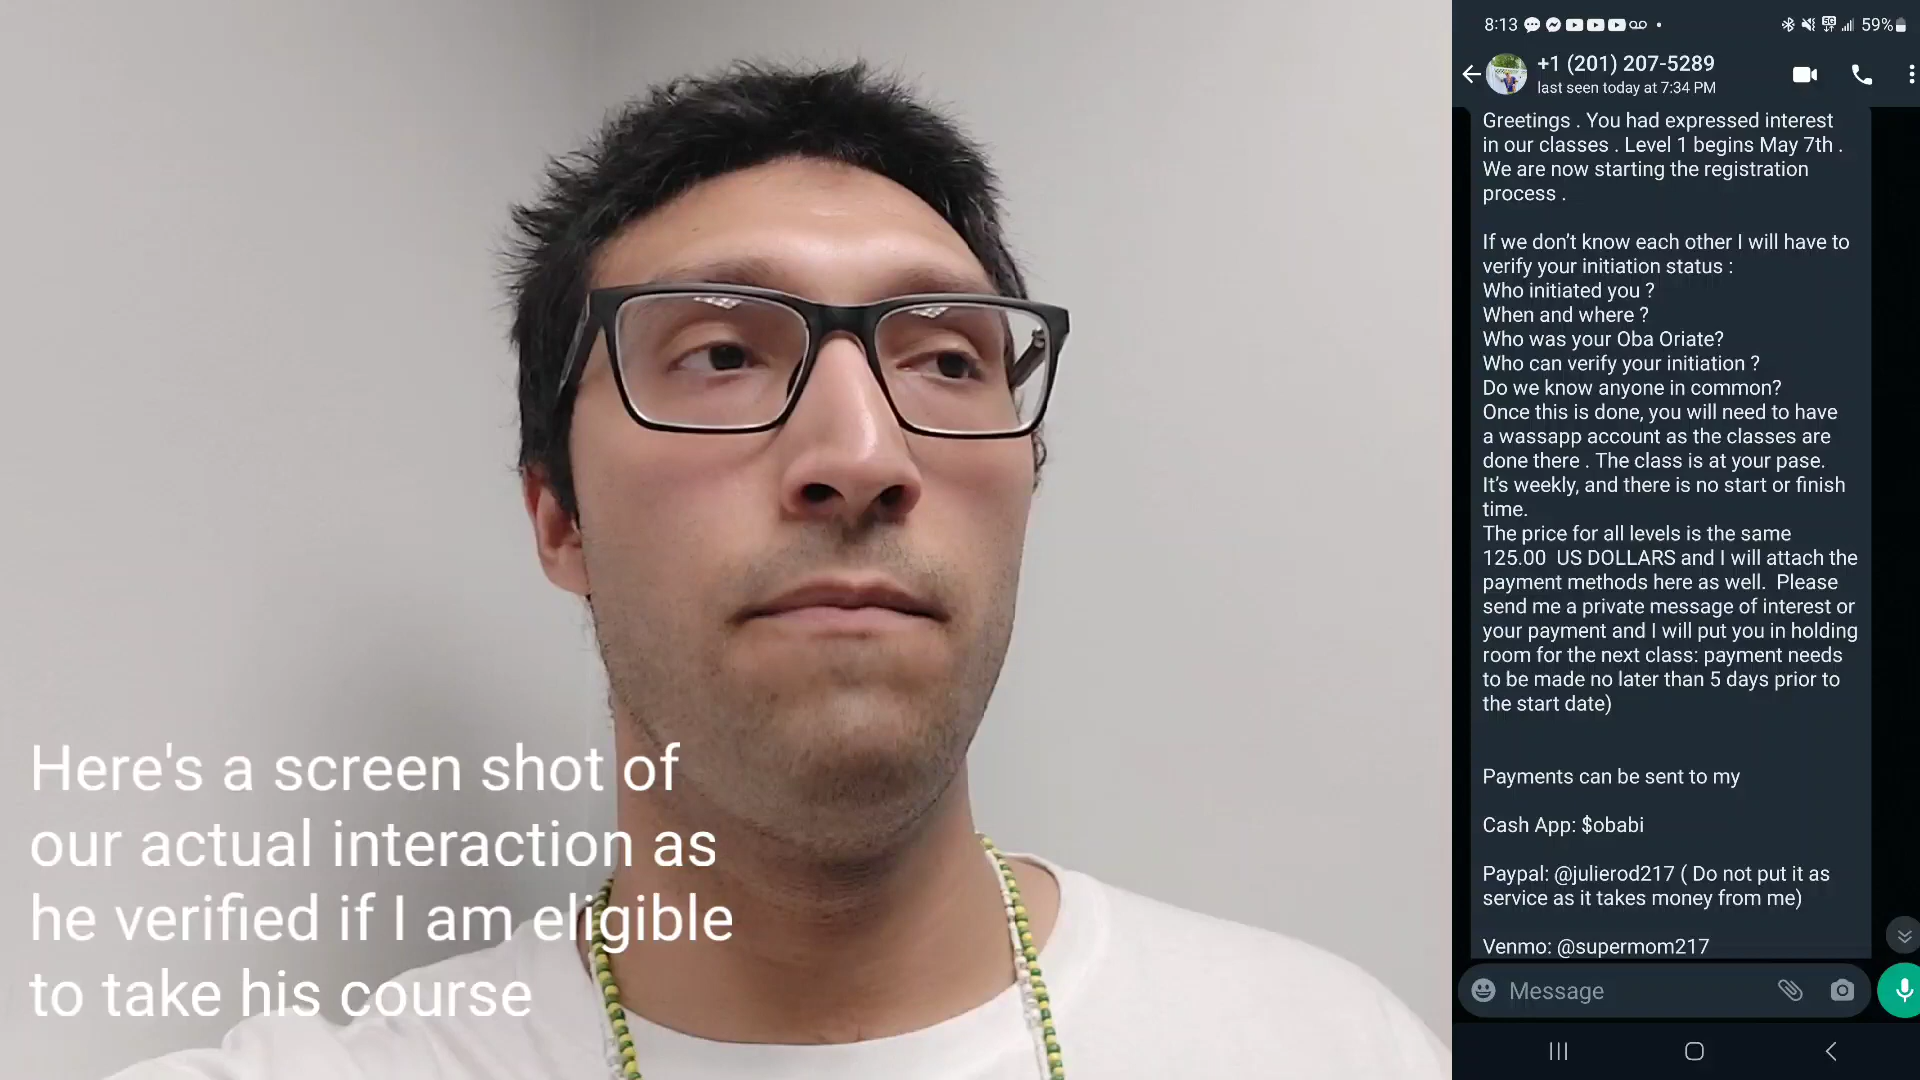 Here's a screen shot of
our actual interaction as
he verified if I am eligible
to take his course
8:13
59%
+1 (201) 207-5289
last seen today at 7:34 PM
Greetings . You had expressed interest
in our classes . Level 1 begins May 7th .
We are now starting the registration
process .
If we don’t know each other I will have to
verify your initiation status :
Who initiated you ?
When and where ?
Who was your Oba Oriate?
Who can verify your initiation ?
Do we know anyone in common?
Once this is done, you will need to have
a wassapp account as the classes are
done there . The class is at your pase.
It’s weekly, and there is no start or finish
time.
The price for all levels is the same
125.00  US DOLLARS and I will attach the
payment methods here as well.  Please
send me a private message of interest or
your payment and I will put you in holding
room for the next class: payment needs
to be made no later than 5 days prior to
the start date)
Payments can be sent to my
Cash App: $obabi
Paypal: @julierod217 ( Do not put it as
service as it takes money from me)
Venmo: @supermom217
Message